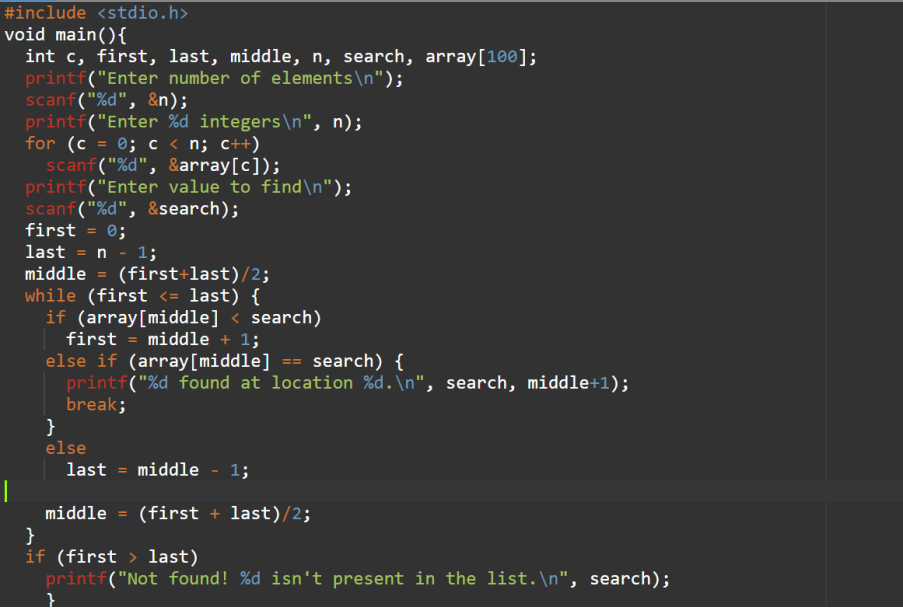 #include <stdio.h>
void main(){
  int c, first, last, middle, n, search, array[100];
  printf("Enter number of elements\n");
  scanf("%d", &n);
  printf("Enter %d integers\n", n);
  for (c = 0; c < n; c++)
    scanf("%d", &array[c]);
  printf("Enter value to find\n");
  scanf("%d", &search);
  first = 0;
  last = n - 1;
  middle = (first+last)/2;
  while (first <= last) {
    if (array[middle] < search)
      first = middle + 1;
    else if (array[middle] == search) {
      printf("%d found at location %d.\n", search, middle+1);
      break;
    }
    else
      last = middle - 1;
    middle = (first + last)/2;
  }
  if (first > last)
    printf("Not found! %d isn't present in the list.\n", search);
    }